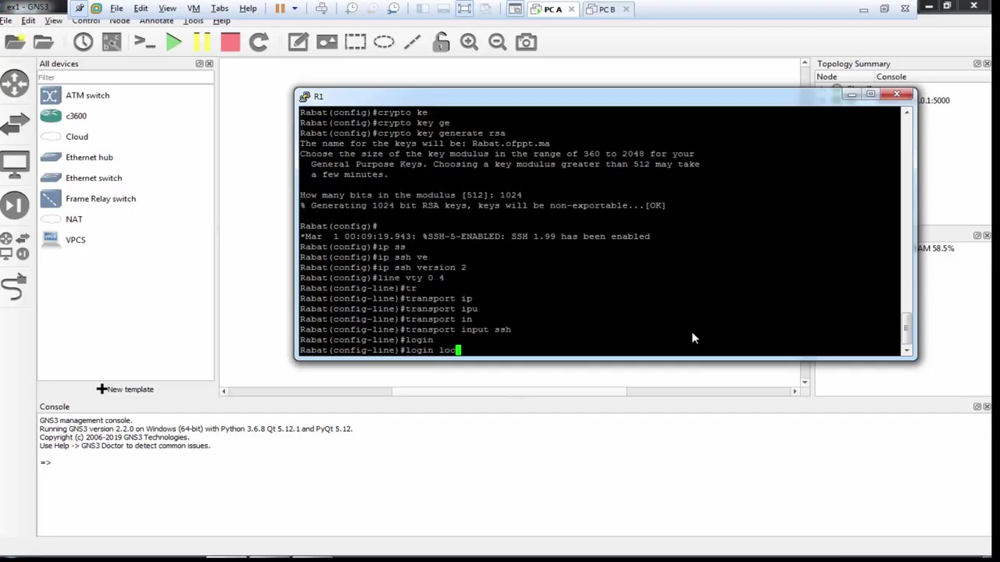 ex1 - GNS3
File Edit View VM Tabs Help
PC A
PC B
File Edit View Control Node Annotate Tools Help
All devices
Filter
ATM switch
c3600
Cloud
Ethernet hub
Ethernet switch
Frame Relay switch
NAT
VPCS
New template
Topology Summary
Node Console
.0.1:5000
AM 58.5%
R1
Rabat(config)#crypto ke
Rabat(config)#crypto key ge
Rabat(config)#crypto key generate rsa
The name for the keys will be: Rabat.ofppt.ma
Choose the size of the key modulus in the range of 360 to 2048 for your
General Purpose Keys. Choosing a key modulus greater than 512 may take
a few minutes.
How many bits in the modulus [512]: 1024
% Generating 1024 bit RSA keys, keys will be non-exportable...[OK]
Rabat(config)#
*Mar  1 00:09:19.943: %SSH-5-ENABLED: SSH 1.99 has been enabled
Rabat(config)#ip ss
Rabat(config)#ip ssh ve
Rabat(config)#ip ssh version 2
Rabat(config)#line vty 0 4
Rabat(config-line)#tr
Rabat(config-line)#transport ip
Rabat(config-line)#transport ipu
Rabat(config-line)#transport in
Rabat(config-line)#transport input ssh
Rabat(config-line)#login
Rabat(config-line)#login loc
Console
GNS3 management console.
Running GNS3 version 2.2.0 on Windows (64-bit) with Python 3.6.8 Qt 5.12.1 and PyQt 5.12.
Copyright (c) 2006-2019 GNS3 Technologies.
Use Help -> GNS3 Doctor to detect common issues.
=>